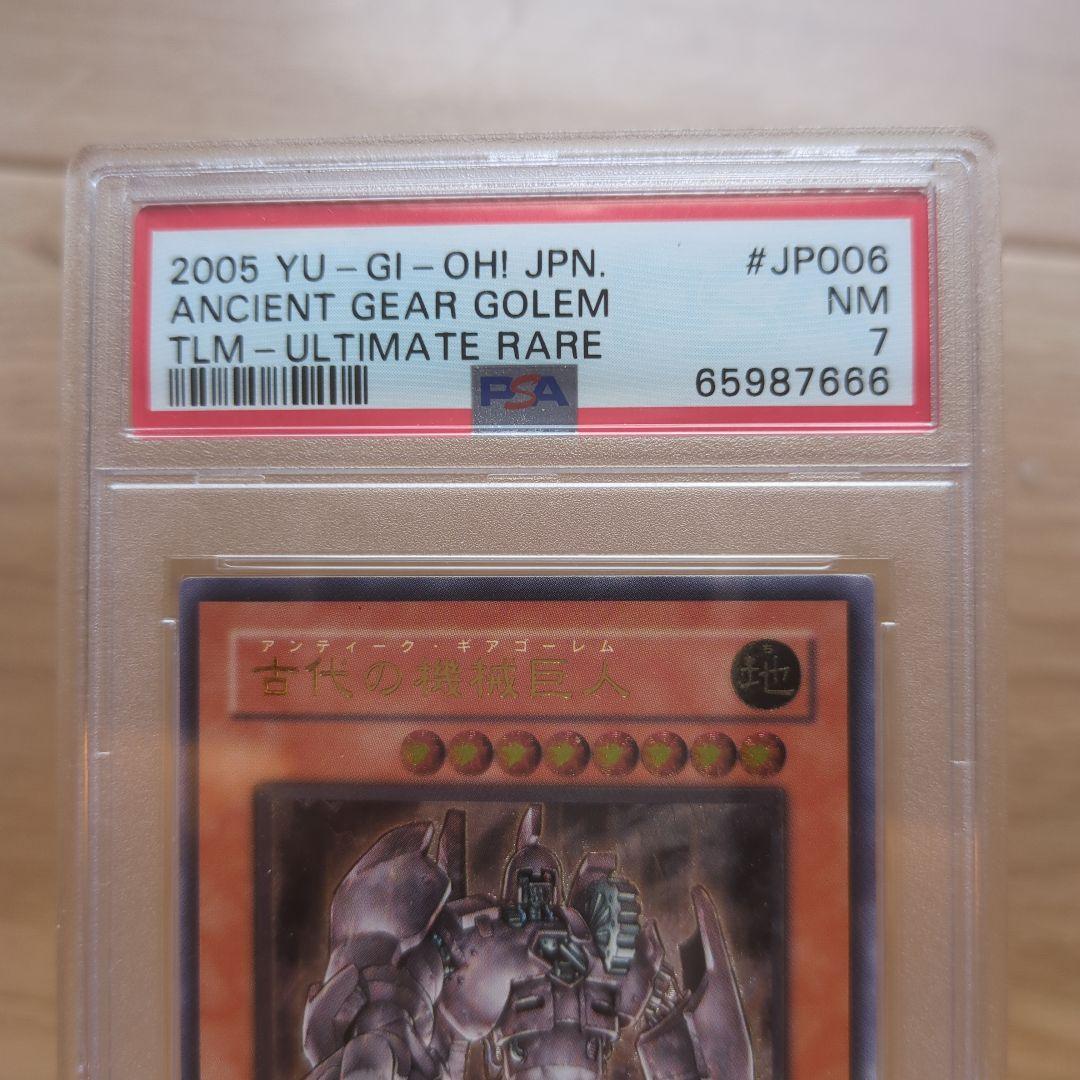 2005 YU-GI-OH! JPN. #JP006
ANCIENT GEAR GOLEM NM
TLM-ULTIMATE RARE 7
PSA 65987666
アンティーク・ギアゴーレム
古代の機械巨人
ち
地